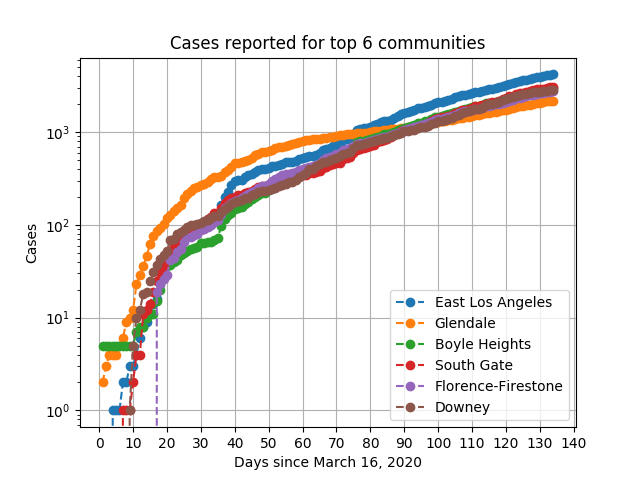 Cases reported for top 6 communities
10³
10²
10¹
10⁰
Cases
East Los Angeles
Glendale
Boyle Heights
South Gate
Florence-Firestone
Downey
0 10 20 30 40 50 60 70 80 90 100 110 120 130 140
Days since March 16, 2020